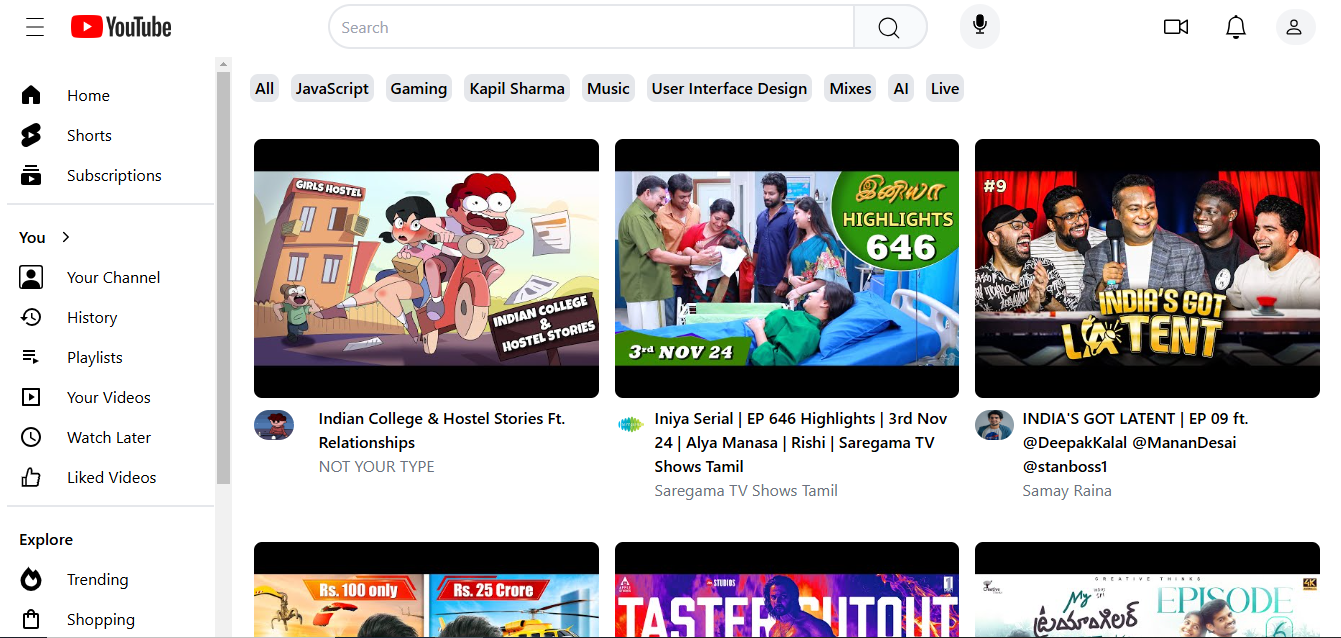 YouTube
Search
Home
Shorts
Subscriptions
You
Your Channel
History
Playlists
Your Videos
Watch Later
Liked Videos
Explore
Trending
Shopping
All JavaScript Gaming Kapil Sharma Music User Interface Design Mixes AI Live
GIRLS HOSTEL
INDIAN COLLEGE
&
HOSTEL STORIES
Indian College & Hostel Stories Ft.
Relationships
NOT YOUR TYPE
இனியா
HIGHLIGHTS
646
3rd NOV 24
Iniya Serial | EP 646 Highlights | 3rd Nov
24 | Alya Manasa | Rishi | Saregama TV
Shows Tamil
Saregama TV Shows Tamil
#9
INDIA'S GOT
LATENT
INDIA'S GOT LATENT | EP 09 ft.
@DeepakKalal @MananDesai
@stanboss1
Samay Raina
Rs. 100 only
Rs. 25 Crore
STUDIOS
TASTER CUTOUT
CREATIVE THINKS
My
EPISODE
6
4K